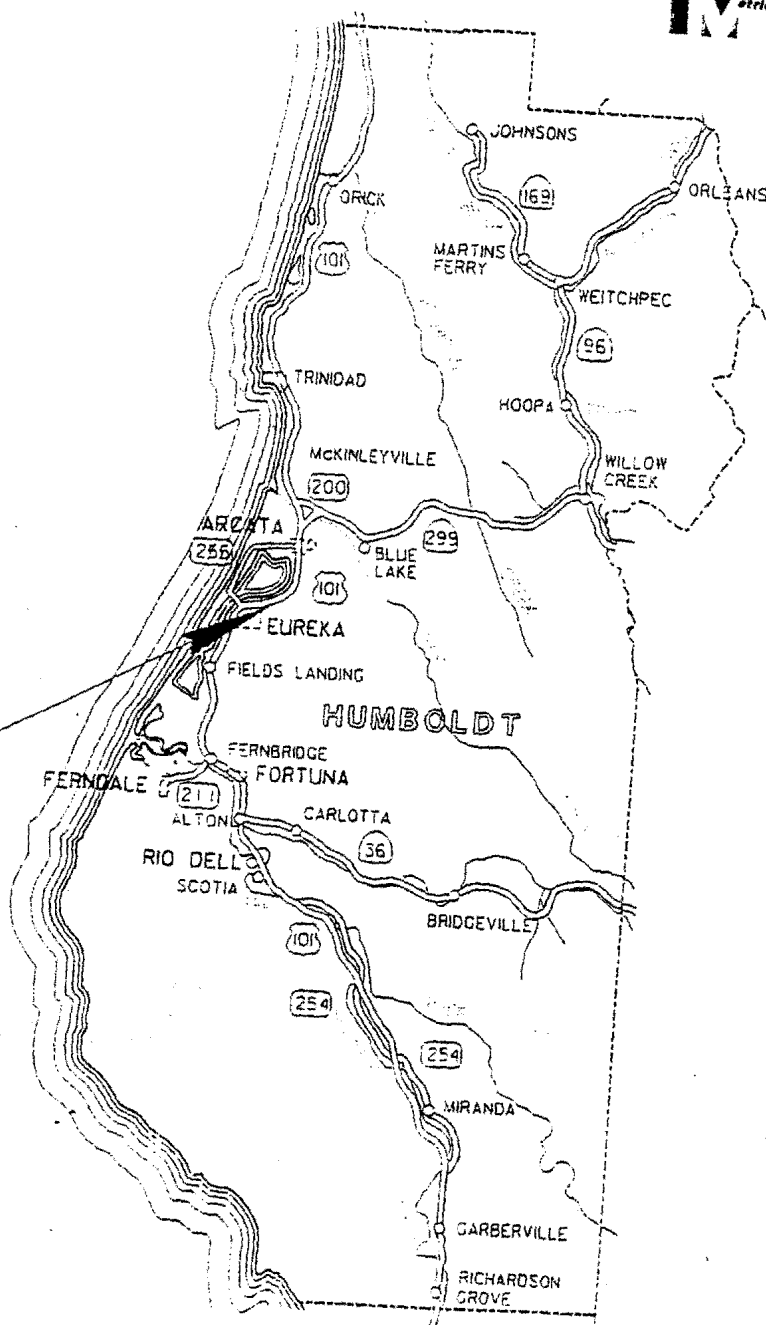 JOHNSONS
ORICK
169
ORLEANS
101
MARTINS
FERRY
WEITCHPEC
96
TRINIDAD
HOOPA
McKINLEYVILLE
WILLOW
CREEK
200
ARCATA
299
BLUE
LAKE
101
EUREKA
FIELDS LANDING
HUMBOLDT
FERNBRIDGE
FERNDALE
FORTUNA
211
ALTON
CARLOTTA
36
RIO DELL
SCOTIA
BRIDGEVILLE
101
254
254
MIRANDA
GARBERVILLE
RICHARDSON
GROVE